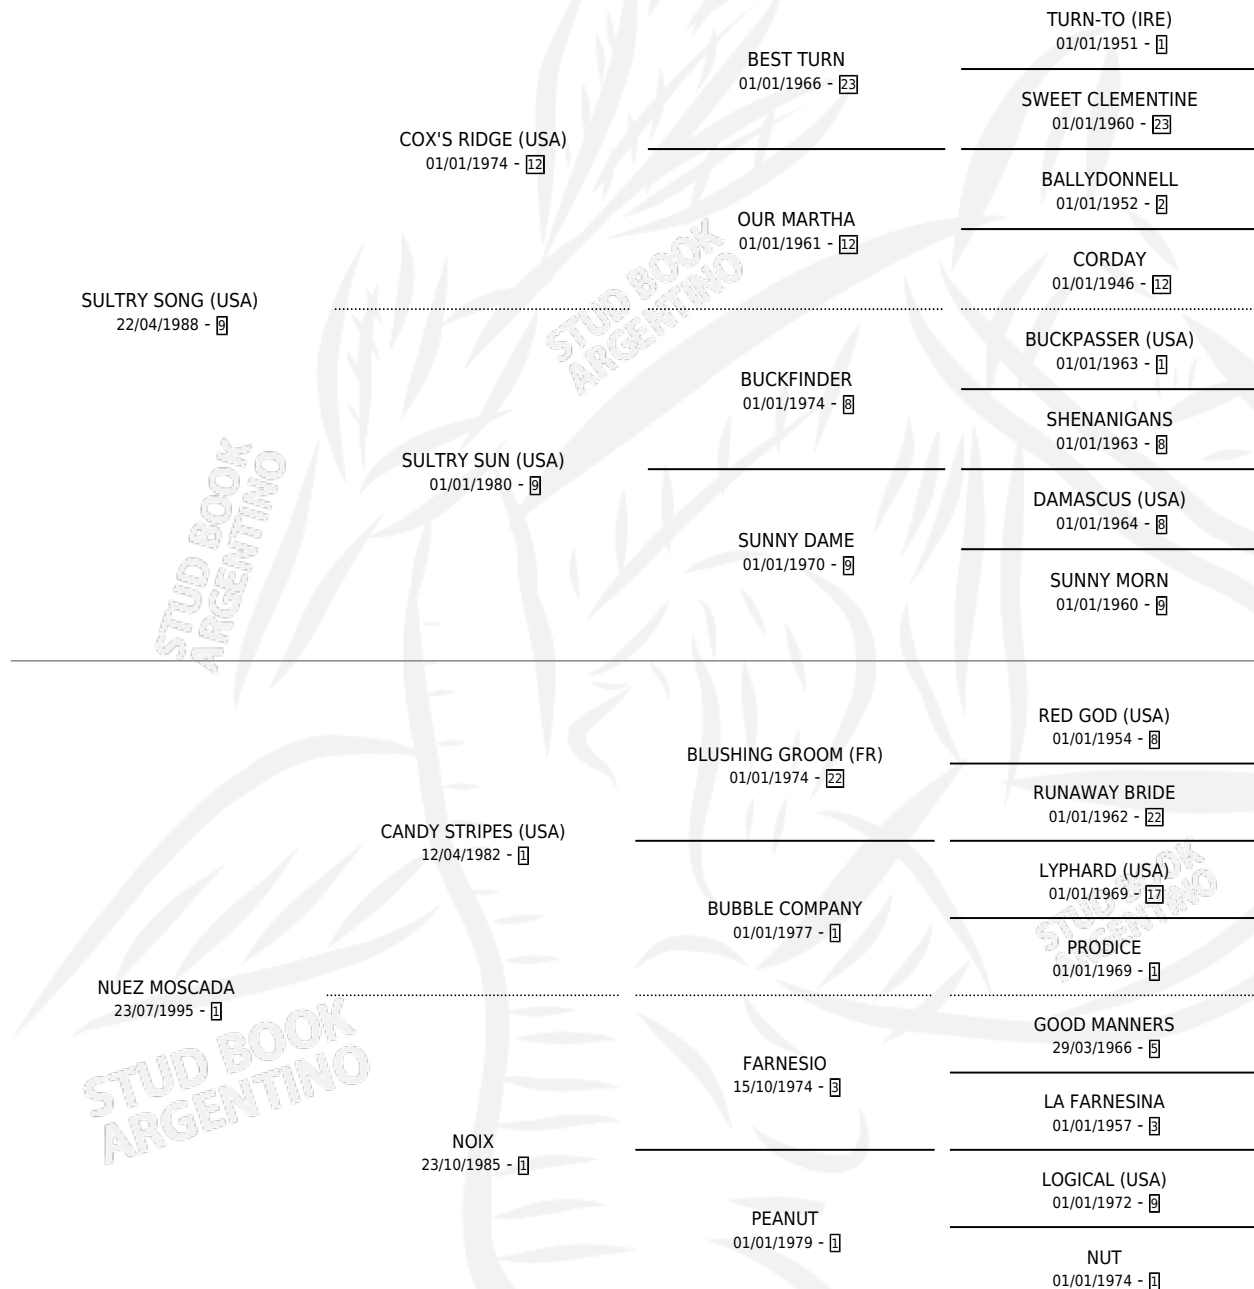 TURN-TO (IRE)
01/01/1951 - 1
BEST TURN
01/01/1966 - 23
SWEET CLEMENTINE
01/01/1960 - 23
COX'S RIDGE (USA)
01/01/1974 - 12
BALLYDONNELL
01/01/1952 - 2
OUR MARTHA
01/01/1961 - 12
CORDAY
01/01/1946 - 12
SULTRY SONG (USA)
22/04/1988 - 9
BUCKPASSER (USA)
01/01/1963 - 1
BUCKFINDER
01/01/1974 - 8
SHENANIGANS
01/01/1963 - 8
SULTRY SUN (USA)
01/01/1980 - 9
DAMASCUS (USA)
01/01/1964 - 8
SUNNY DAME
01/01/1970 - 9
SUNNY MORN
01/01/1960 - 9
RED GOD (USA)
01/01/1954 - 8
BLUSHING GROOM (FR)
01/01/1974 - 22
RUNAWAY BRIDE
01/01/1962 - 22
CANDY STRIPES (USA)
12/04/1982 - 1
LYPHARD (USA)
01/01/1969 - 17
BUBBLE COMPANY
01/01/1977 - 1
PRODICE
01/01/1969 - 1
NUEZ MOSCADA
23/07/1995 - 1
GOOD MANNERS
29/03/1966 - 5
FARNESIO
15/10/1974 - 3
LA FARNESINA
01/01/1957 - 3
NOIX
23/10/1985 - 1
LOGICAL (USA)
01/01/1972 - 9
PEANUT
01/01/1979 - 1
NUT
01/01/1974 - 1
STUD BOOK
ARGENTINO
STUD BOOK
ARGENTINO
STUD BOOK
ARGENTINO
STUD BOOK
ARGENTINO